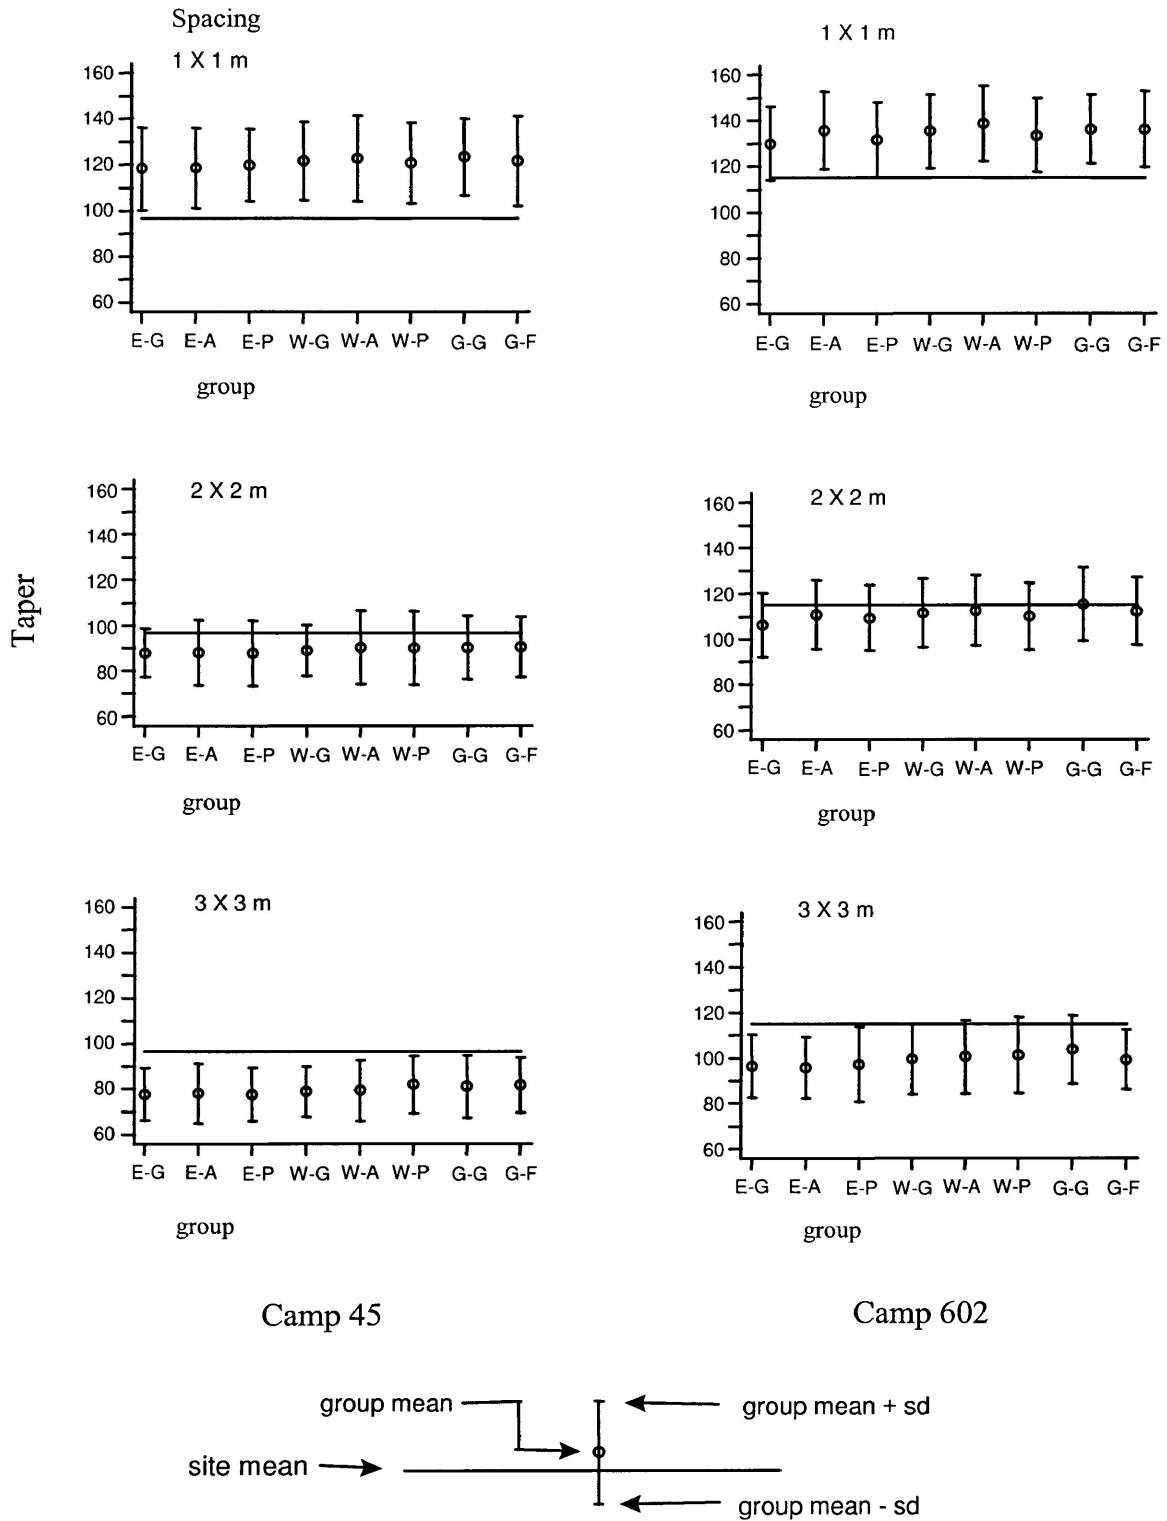 Spacing
1 X 1 m
160
140
120
100
80
60
E-G E-A E-P W-G W-A W-P G-G G-F
group
1 X 1 m
160
140
120
100
80
60
E-G E-A E-P W-G W-A W-P G-G G-F
group
Taper
2 X 2 m
160
140
120
100
80
60
E-G E-A E-P W-G W-A W-P G-G G-F
group
2 X 2 m
160
140
120
100
80
60
E-G E-A E-P W-G W-A W-P G-G G-F
group
3 X 3 m
160
140
120
100
80
60
E-G E-A E-P W-G W-A W-P G-G G-F
group
3 X 3 m
160
140
120
100
80
60
E-G E-A E-P W-G W-A W-P G-G G-F
group
Camp 45
Camp 602
group mean
group mean + sd
site mean
group mean - sd